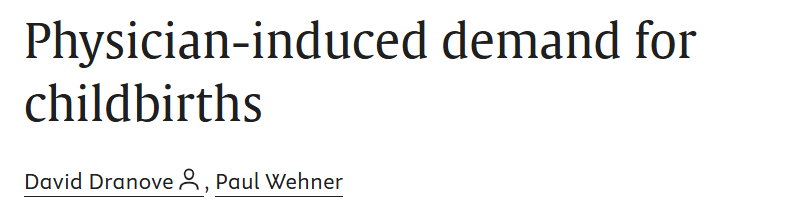 Physician-induced demand for
childbirths
David Dranove, Paul Wehner